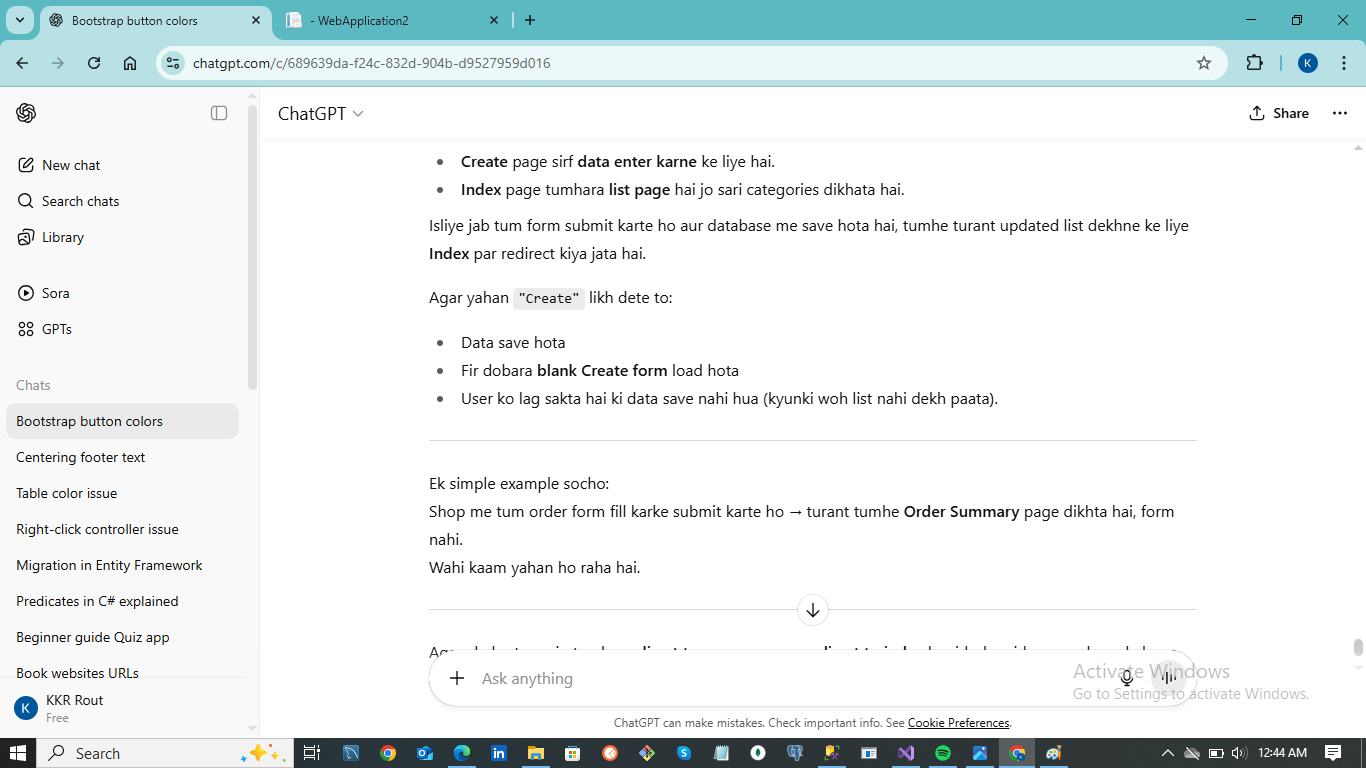 Bootstrap button colors
- WebApplication2
chatgpt.com/c/689639da-f24c-832d-904b-d9527959d016
K
ChatGPT
Share
New chat
Search chats
Library
Sora
GPTs
Chats
Bootstrap button colors
Centering footer text
Table color issue
Right-click controller issue
Migration in Entity Framework
Predicates in C# explained
Beginner guide Quiz app
Book websites URLs
K
KKR Rout
Free
Create page sirf data enter karne ke liye hai.
Index page tumhara list page hai jo sari categories dikhata hai.
Isliye jab tum form submit karte ho aur database me save hota hai, tumhe turant updated list dekhne ke liye
Index par redirect kiya jata hai.
Agar yahan "Create" likh dete to:
Data save hota
Fir dobara blank Create form load hota
User ko lag sakta hai ki data save nahi hua (kyunki woh list nahi dekh paata).
Ek simple example socho:
Shop me tum order form fill karke submit karte ho → turant tumhe Order Summary page dikhta hai, form
nahi.
Wahi kaam yahan ho raha hai.
Ask anything
Activate Windows
Go to Settings to activate Windows.
ChatGPT can make mistakes. Check important info. See Cookie Preferences.
Search
12:44 AM